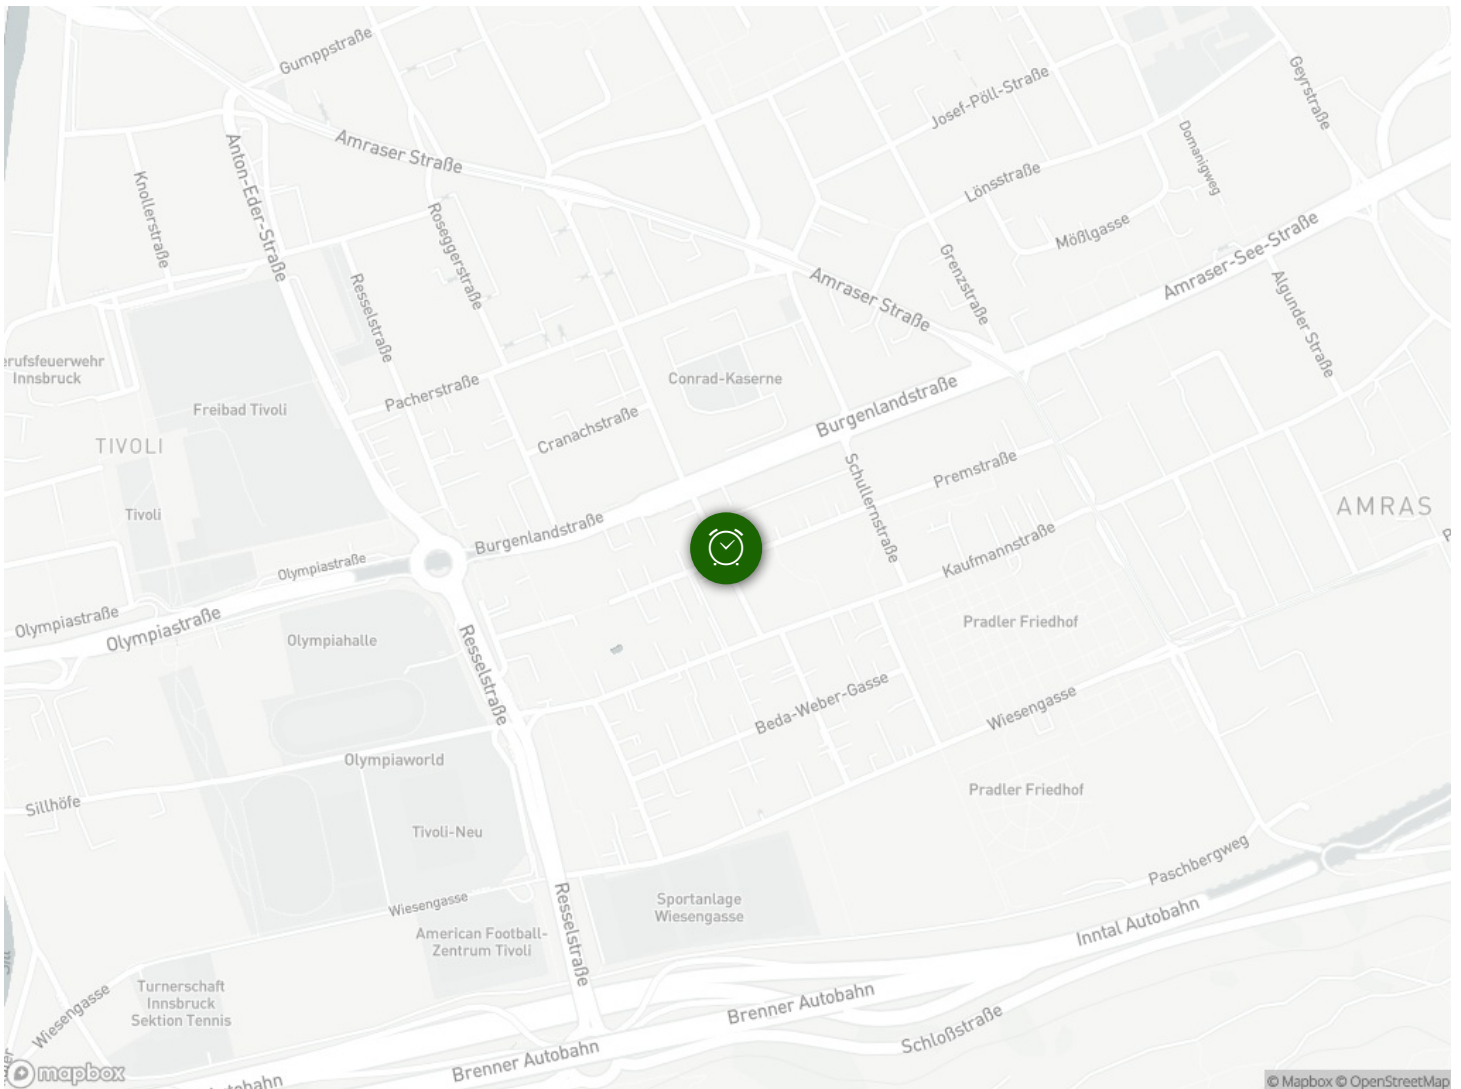 Gumppstraße
Geyrstraße
Josef-Pöll-Straße
Amraser Straße
Anton-Eder-Straße
Domanigweg
Knollerstraße
Lönsstraße
Roseggerstraße
Mößlgasse
Amraser-See-Straße
Grenzstraße
Resselstraße
Amraser Straße
Algunder Straße
erufsfeuerwehr
Innsbruck
Conrad-Kaserne
Pacherstraße
Freibad Tivoli
Burgenlandstraße
Cranachstraße
TIVOLI
Premstraße
Schullernstraße
AMRAS
Tivoli
Burgenlandstraße
Kaufmannstraße
Olympiastraße
Olympiastraße
Olympiastraße
Pradler Friedhof
Olympiahalle
Resselstraße
Beda-Weber-Gasse
Wiesengasse
Olympiaworld
Pradler Friedhof
Sillhöfe
Tivoli-Neu
Paschbergweg
Wiesengasse
Sportanlage
Wiesengasse
Inntal Autobahn
American Football-
Zentrum Tivoli
Resselstraße
Sill
Turnerschaft
Innsbruck
Sektion Tennis
Wiesengasse
Brenner Autobahn
Schloßstraße
Brenner Autobahn
mapbox
© Mapbox © OpenStreetMap